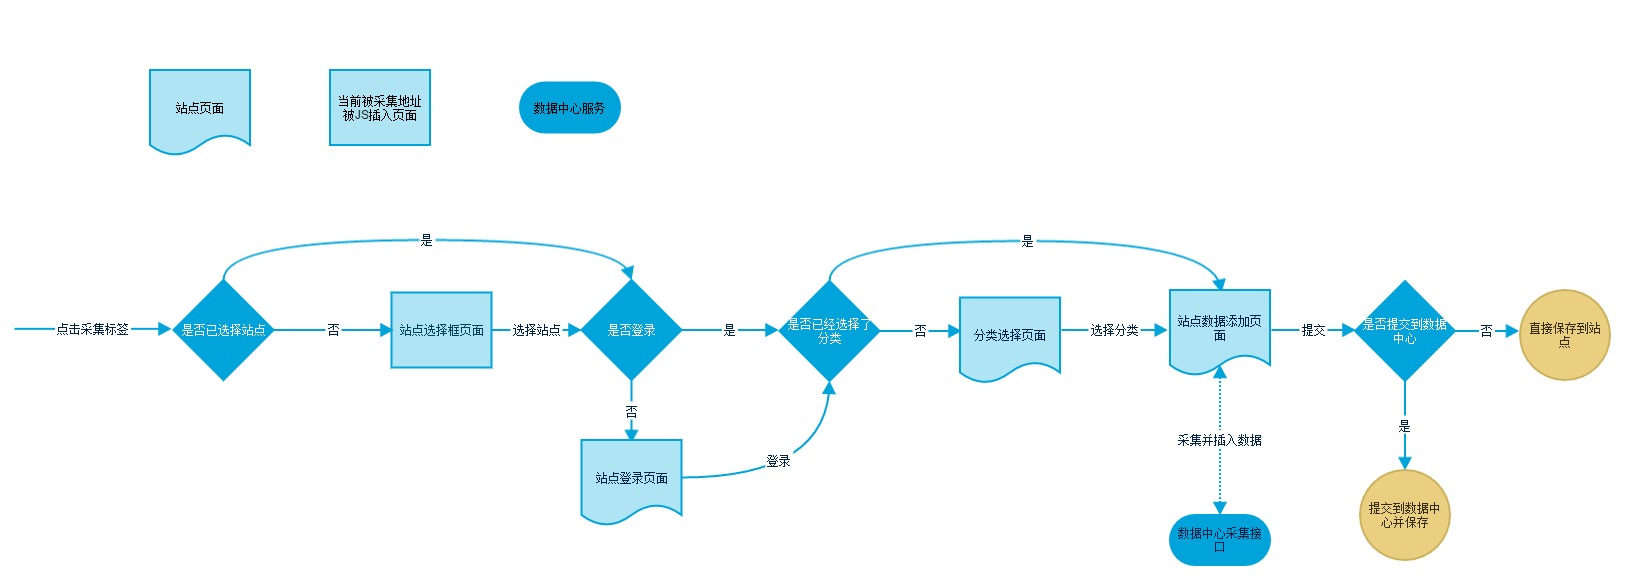 站点页面
当前被采集地址
被JS插入页面
数据中心服务
是
是
点击采集标签
是否已选择站点
否
站点选择框页面
选择站点
是否登录
是
是否已经选择了
分类
否
分类选择页面
选择分类
站点数据添加页
面
提交
是否提交到数据
中心
否
直接保存到站
点
否
站点登录页面
登录
采集并插入数据
数据中心采集接
口
是
提交到数据中
心并保存